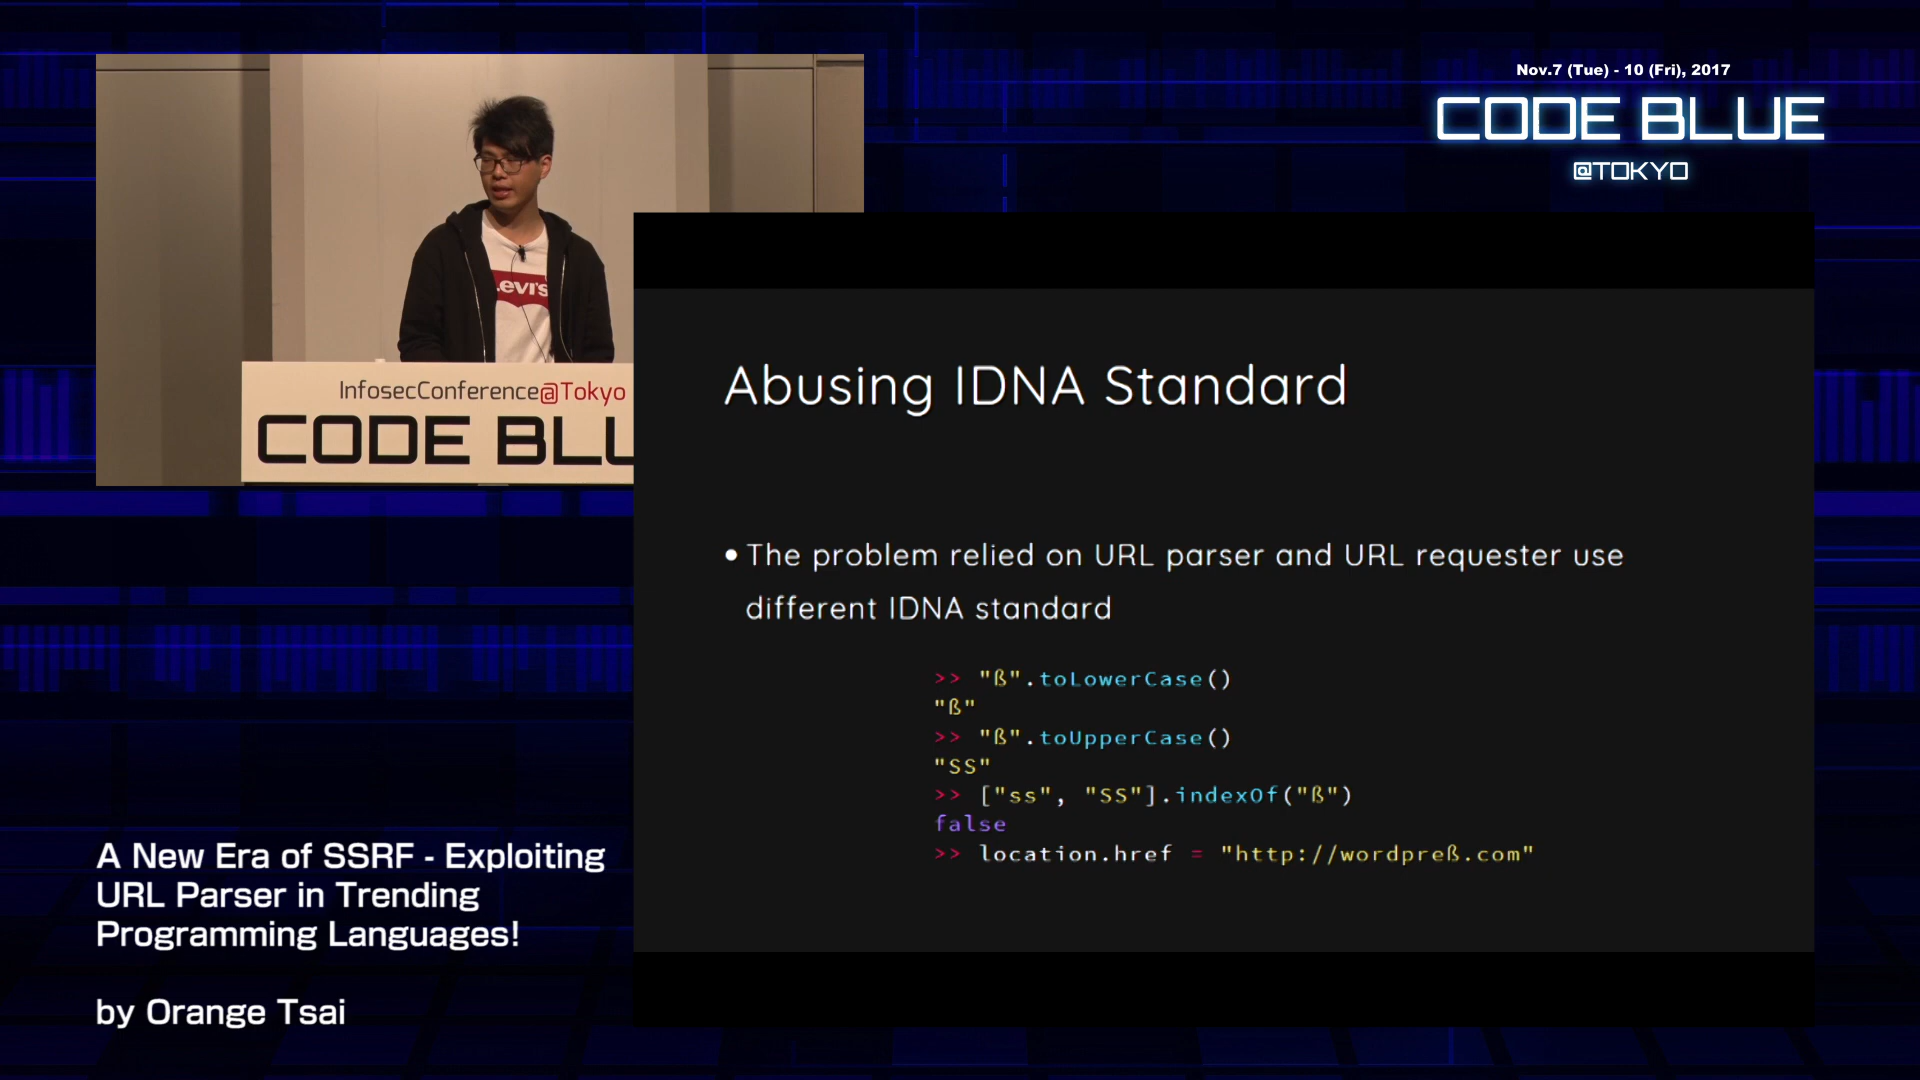 Nov.7 (Tue) - 10 (Fri), 2017
CODE BLUE
@TOKYO
Levi's
InfosecConference@Tokyo
CODE BLU
Abusing IDNA Standard
• The problem relied on URL parser and URL requester use
different IDNA standard
>> "ß".toLowerCase()
"ß"
>> "ß".toUpperCase()
"SS"
>> ["ss", "SS"].indexOf("ß")
false
>> location.href = "http://wordpreß.com"
A New Era of SSRF - Exploiting
URL Parser in Trending
Programming Languages!
by Orange Tsai